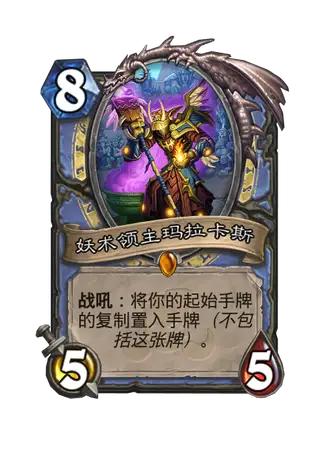 8
妖术领主玛拉卡斯
战吼：将你的起始手牌
的复制置入手牌（不包
括这张牌）。
5
5